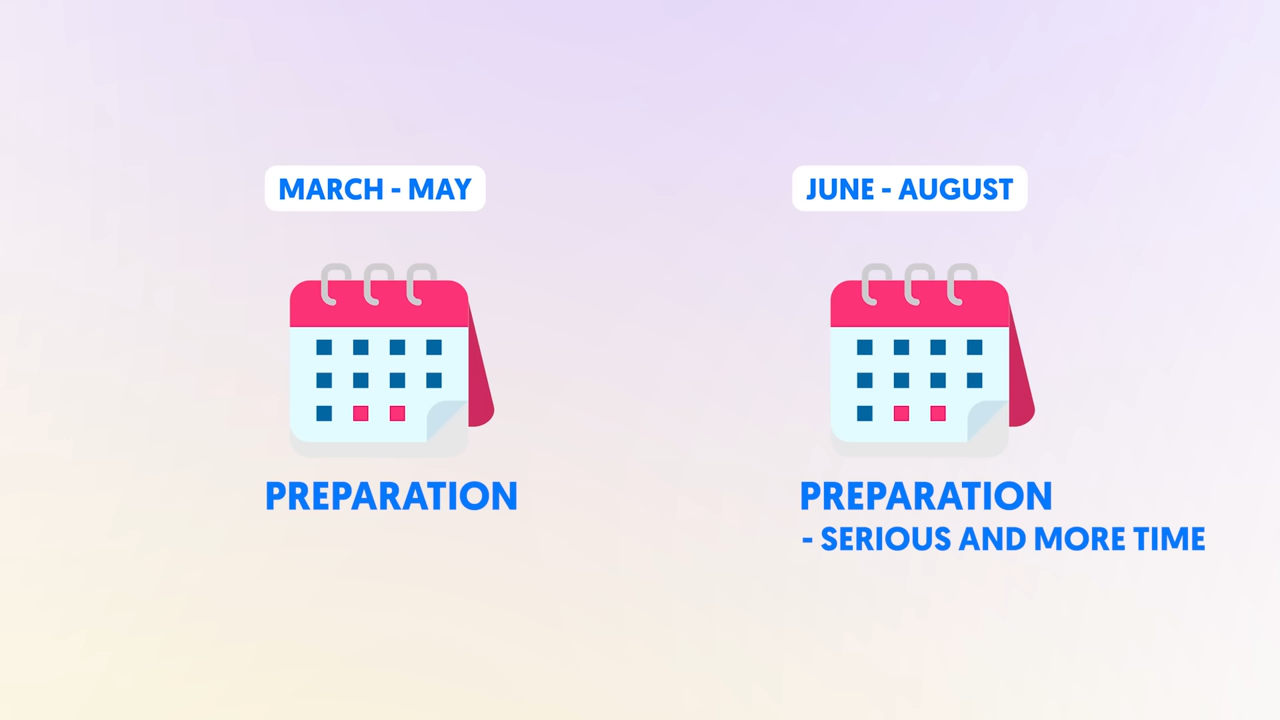 MARCH - MAY
PREPARATION
JUNE - AUGUST
PREPARATION
- SERIOUS AND MORE TIME